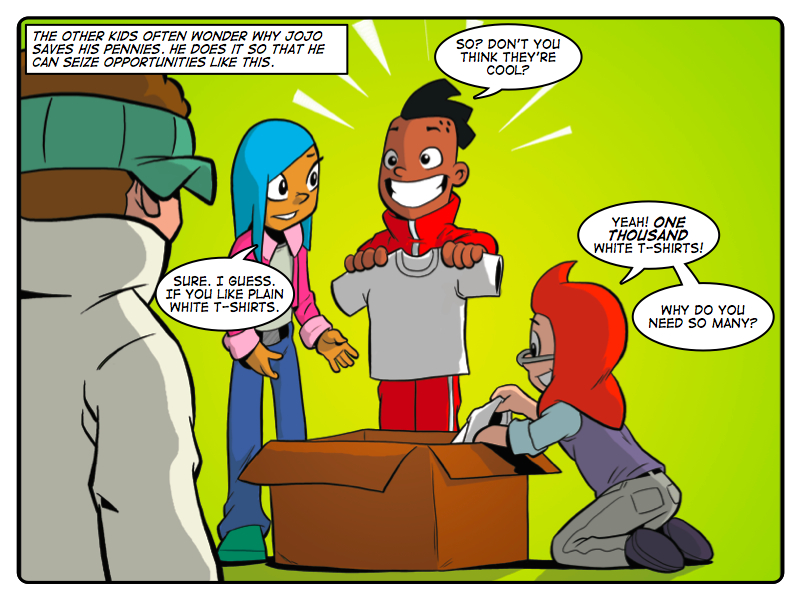 THE OTHER KIDS OFTEN WONDER WHY JOJO
SAVES HIS PENNIES. HE DOES IT SO THAT HE
CAN SEIZE OPPORTUNITIES LIKE THIS.
SO? DON'T YOU
THINK THEY'RE
COOL?
SURE. I GUESS.
IF YOU LIKE PLAIN
WHITE T-SHIRTS.
YEAH! ONE
THOUSAND
WHITE T-SHIRTS!
WHY DO YOU
NEED SO MANY?